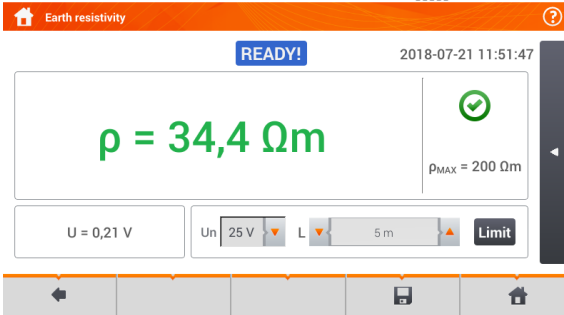 Earth resistivity
READY!
2018-07-21 11:51:47
ρ = 34,4 Ωm
ρMAX = 200 Ωm
U = 0,21 V
Un 25 V L 5 m Limit